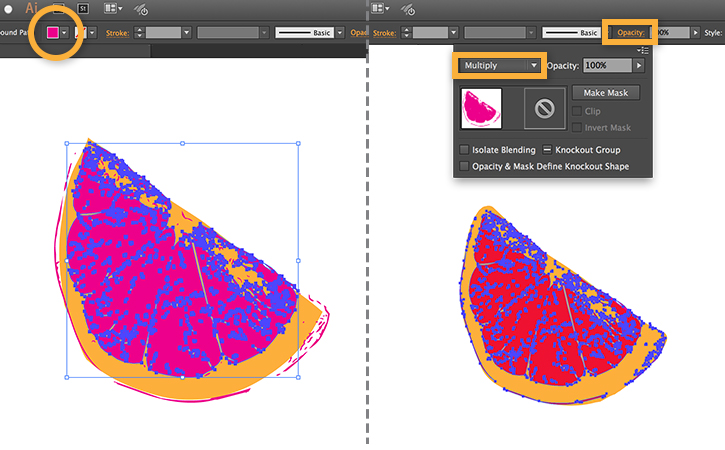 Ai St
ound Pa Stroke: Basic Opac
Stroke: Basic Opacity: 00% Style:
Multiply Opacity: 100%
Make Mask
Clip
Invert Mask
Isolate Blending Knockout Group
Opacity & Mask Define Knockout Shape